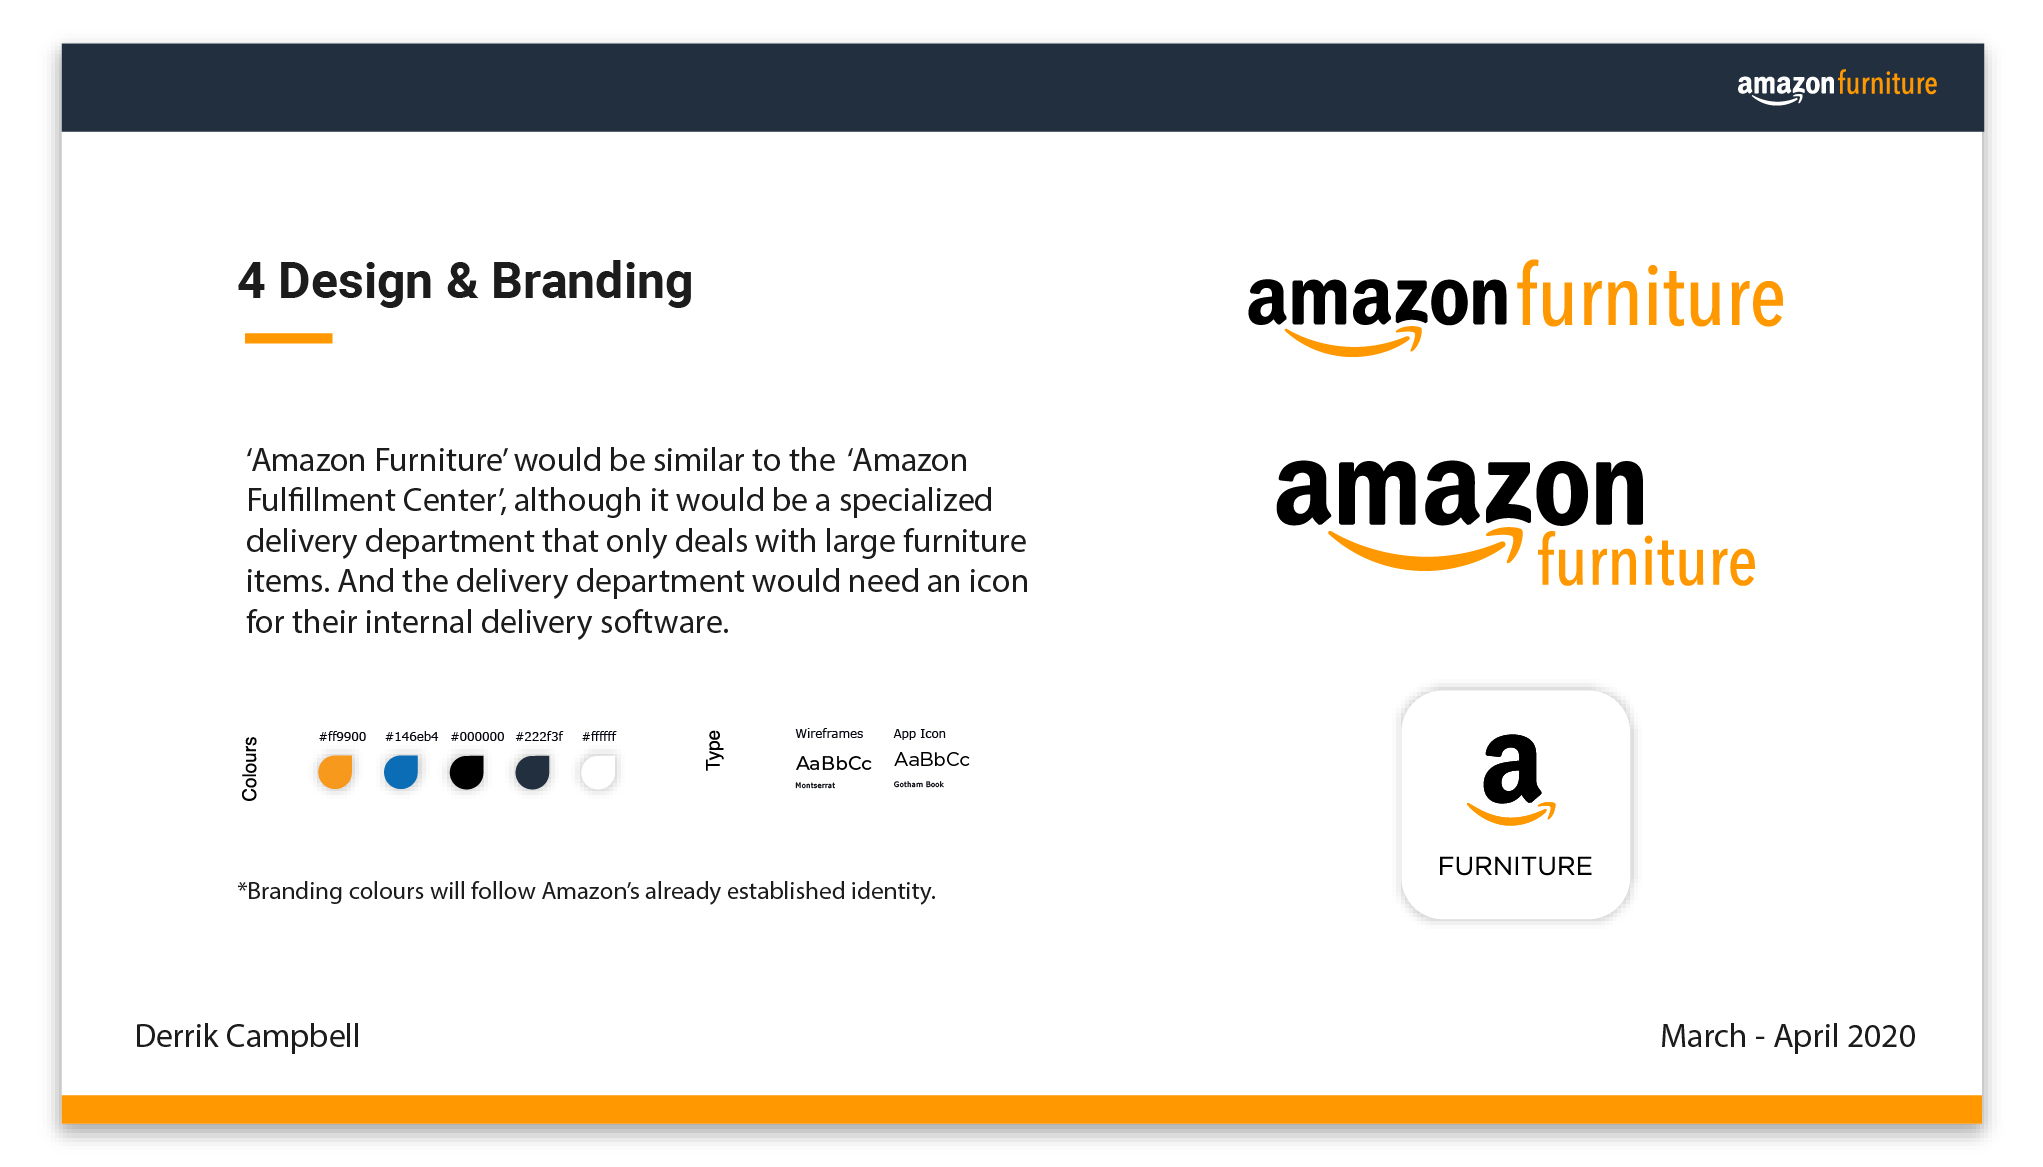 amazonfurniture
4 Design & Branding
‘Amazon Furniture’ would be similar to the ‘Amazon
Fulfillment Center’, although it would be a specialized
delivery department that only deals with large furniture
items. And the delivery department would need an icon
for their internal delivery software.
Colours
#ff9900 #146eb4 #000000 #222f3f #ffffff
Type
Wireframes
AaBbCc
Montserrat
App Icon
AaBbCc
Gotham Book
*Branding colours will follow Amazon’s already established identity.
amazonfurniture
amazon
furniture
a
FURNITURE
Derrik Campbell
March - April 2020